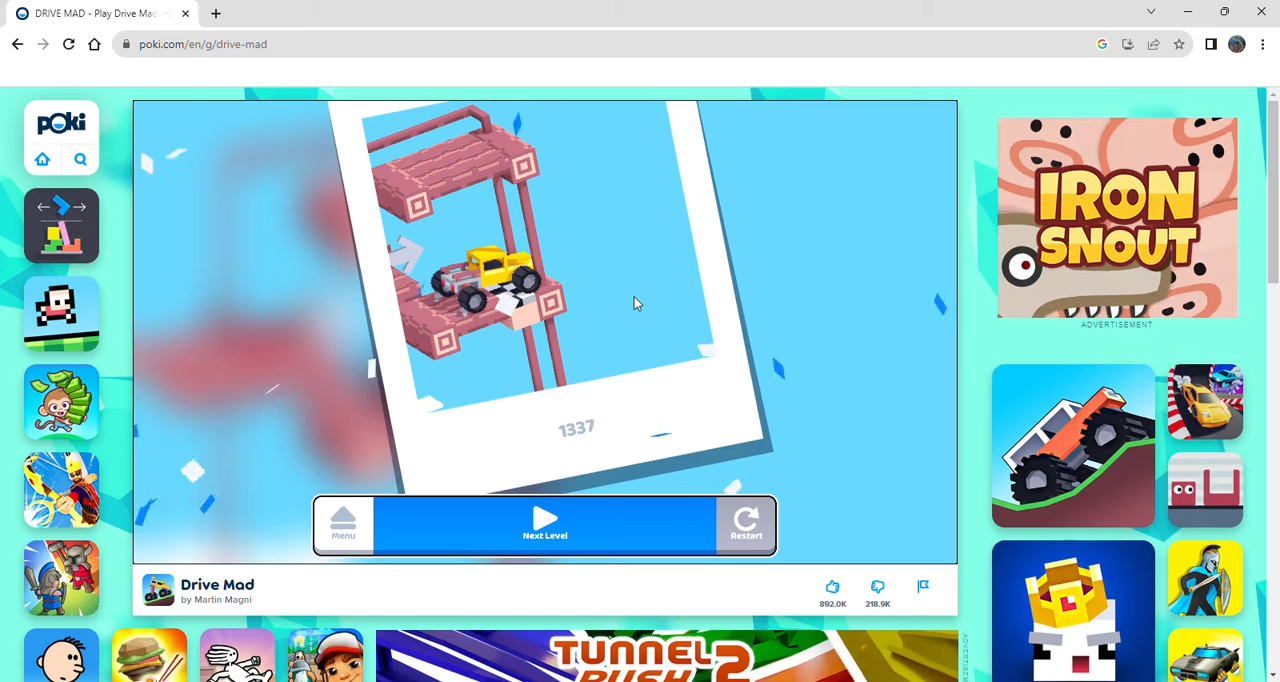 DRIVE MAD - Play Drive Mad
poki.com/en/g/drive-mad
poki
1337
Menu
Next Level
Restart
Drive Mad
by Martin Magni
892.0K
218.9K
IRON
SNOUT
ADVERTISEMENT
TUNNEL
RUSH 2